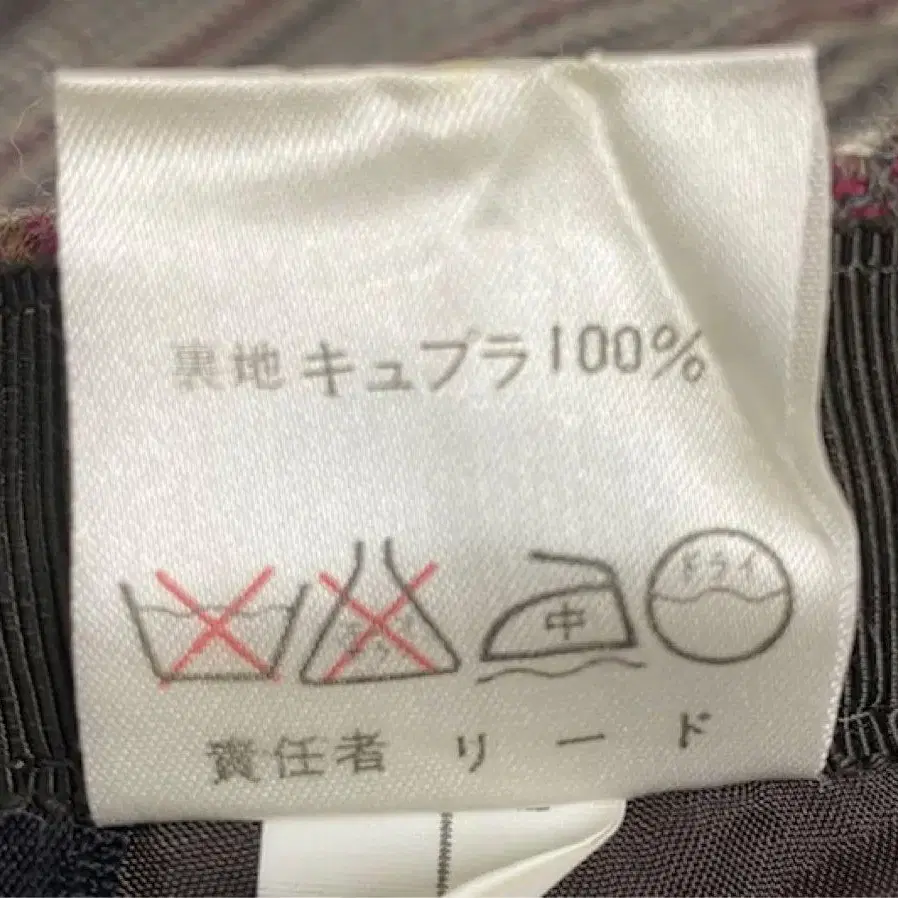 裏地キュプラ100%
中 ドライ
責任者 リード